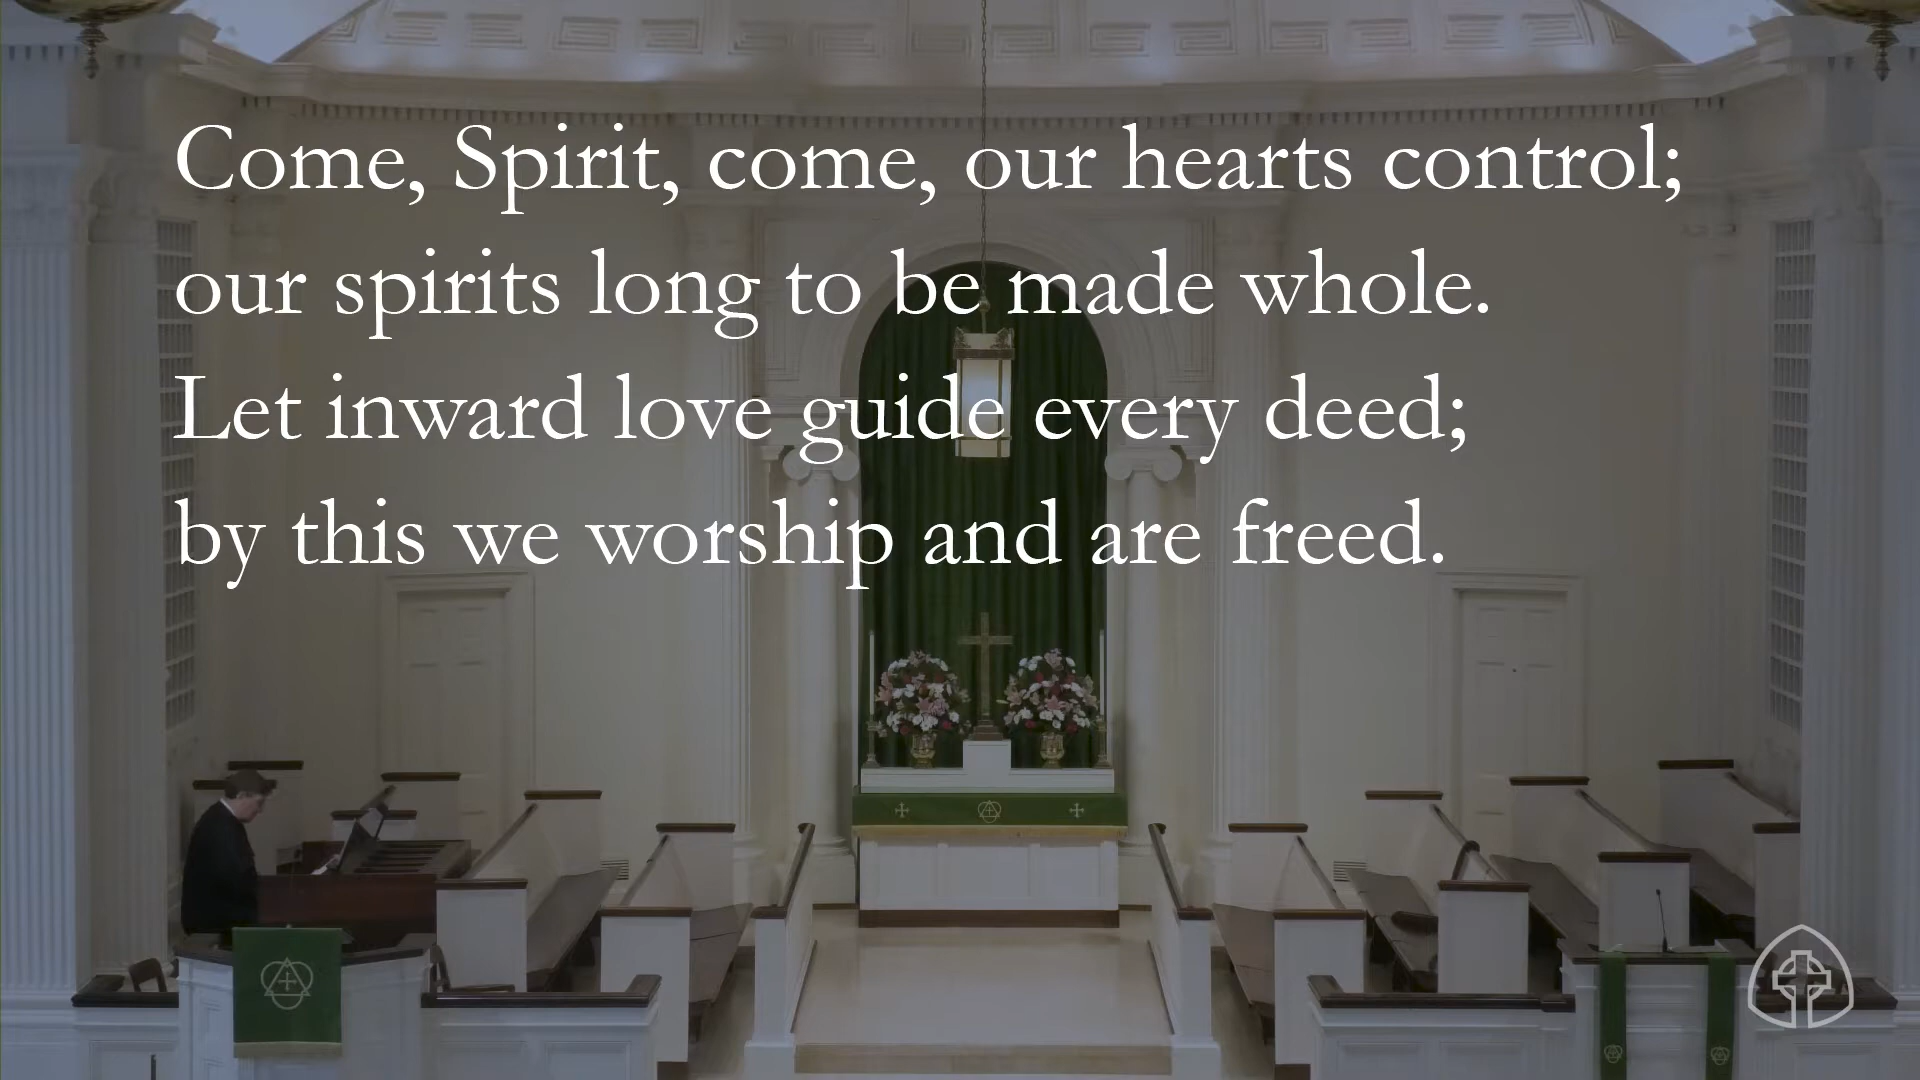 Come, Spirit, come, our hearts control;
our spirits long to be made whole.
Let inward love guide every deed;
by this we worship and are freed.